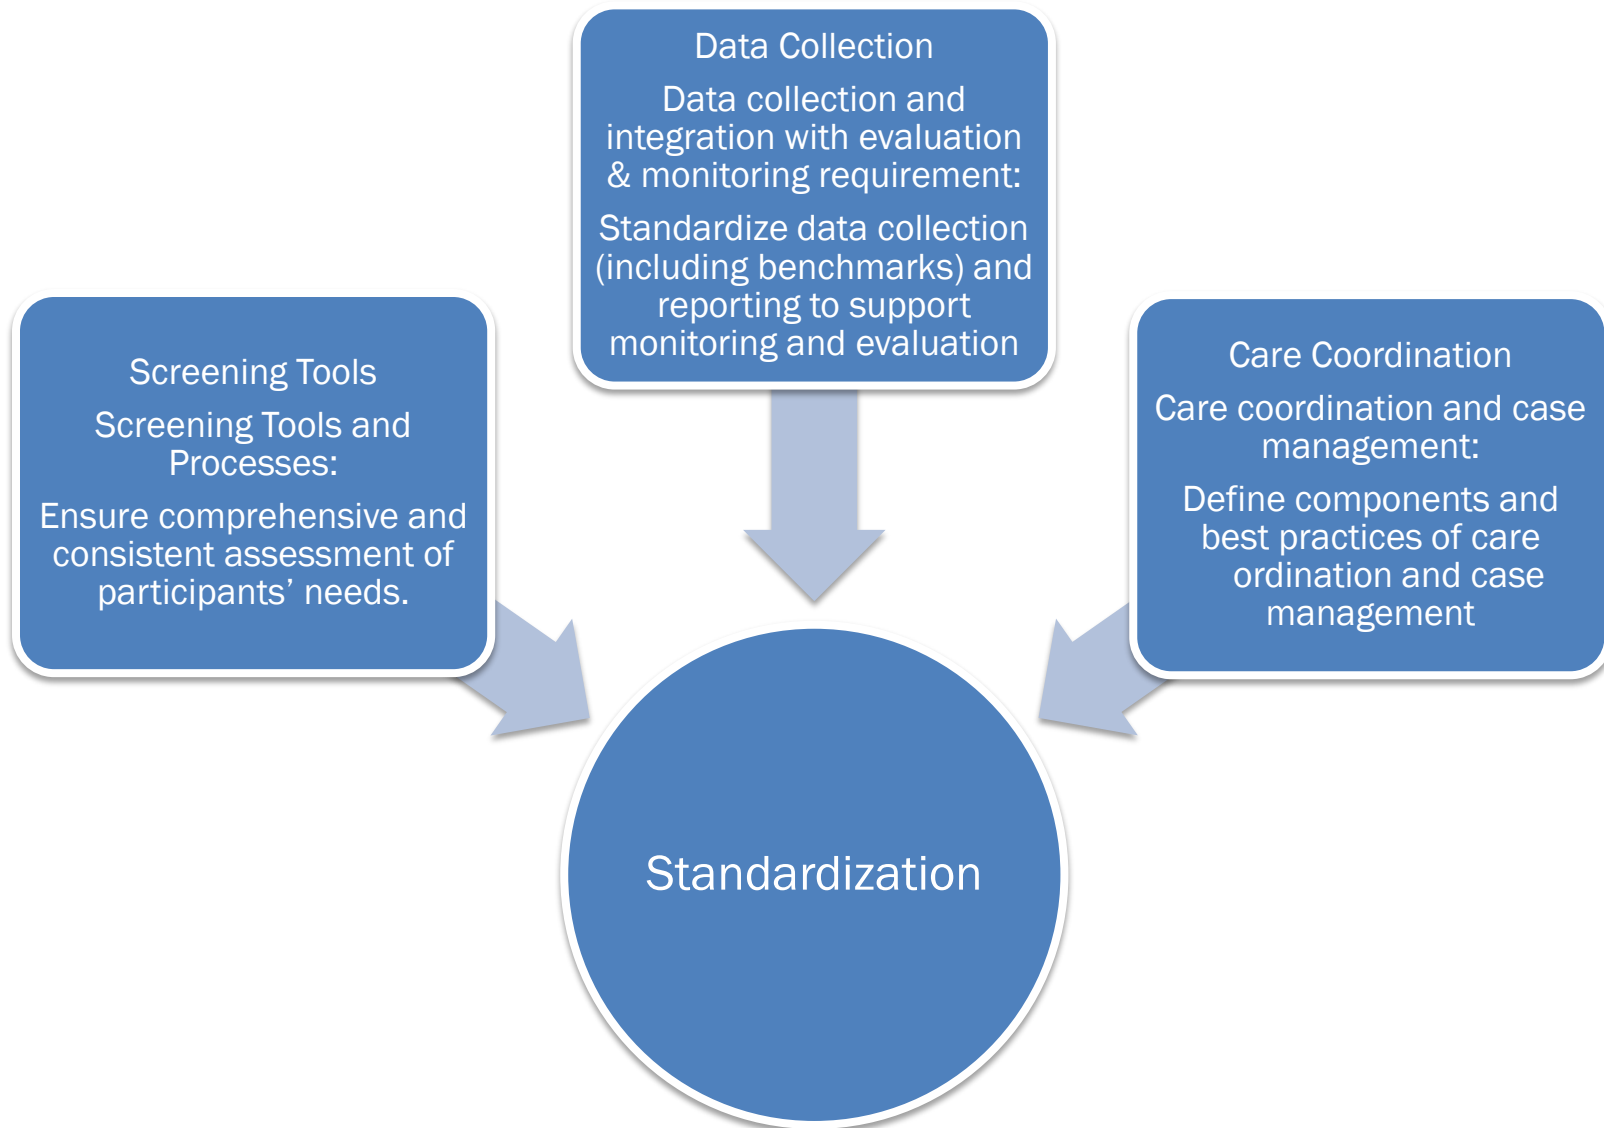 Data Collection
Data collection and
integration with evaluation
& monitoring requirement:
Standardize data collection
(including benchmarks) and
reporting to support
monitoring and evaluation
Screening Tools
Screening Tools and
Processes:
Ensure comprehensive and
consistent assessment of
participants’ needs.
Care Coordination
Care coordination and case
management:
Define components and
best practices of care
ordination and case
management
Standardization